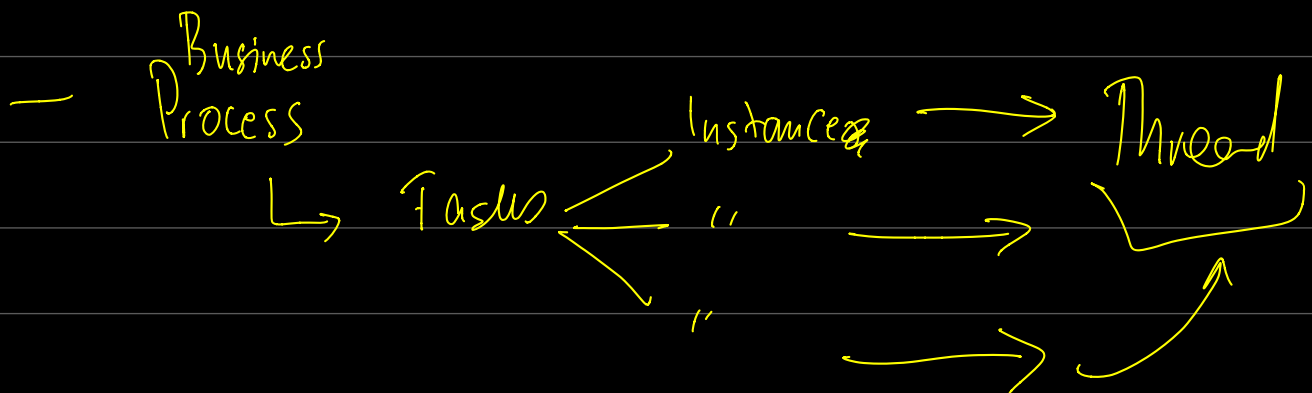 Business
Process
Instances
Thread
Tasks
"
"